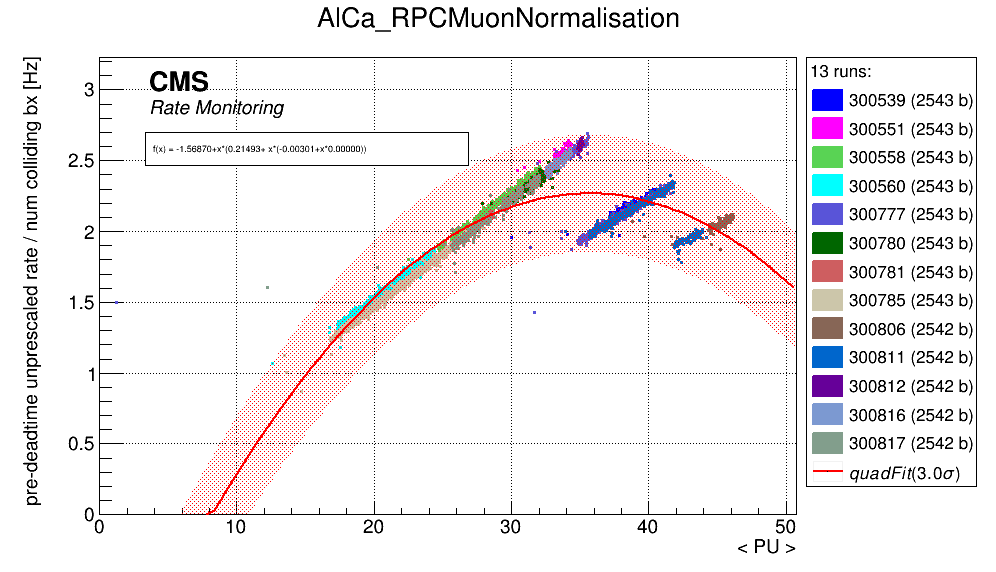 AlCa_RPCMuonNormalisation
pre-deadtime unprescaled rate / num colliding bx [Hz]
CMS
Rate Monitoring
f(x) = -1.56870+x*(0.21493+ x*(-0.00301+x*0.00000))
3
2.5
2
1.5
1
0.5
0
0 10 20 30 40 50
< PU >
13 runs:
300539 (2543 b)
300551 (2543 b)
300558 (2543 b)
300560 (2543 b)
300777 (2543 b)
300780 (2543 b)
300781 (2543 b)
300785 (2543 b)
300806 (2542 b)
300811 (2542 b)
300812 (2542 b)
300816 (2542 b)
300817 (2542 b)
quadFit(3.0σ)